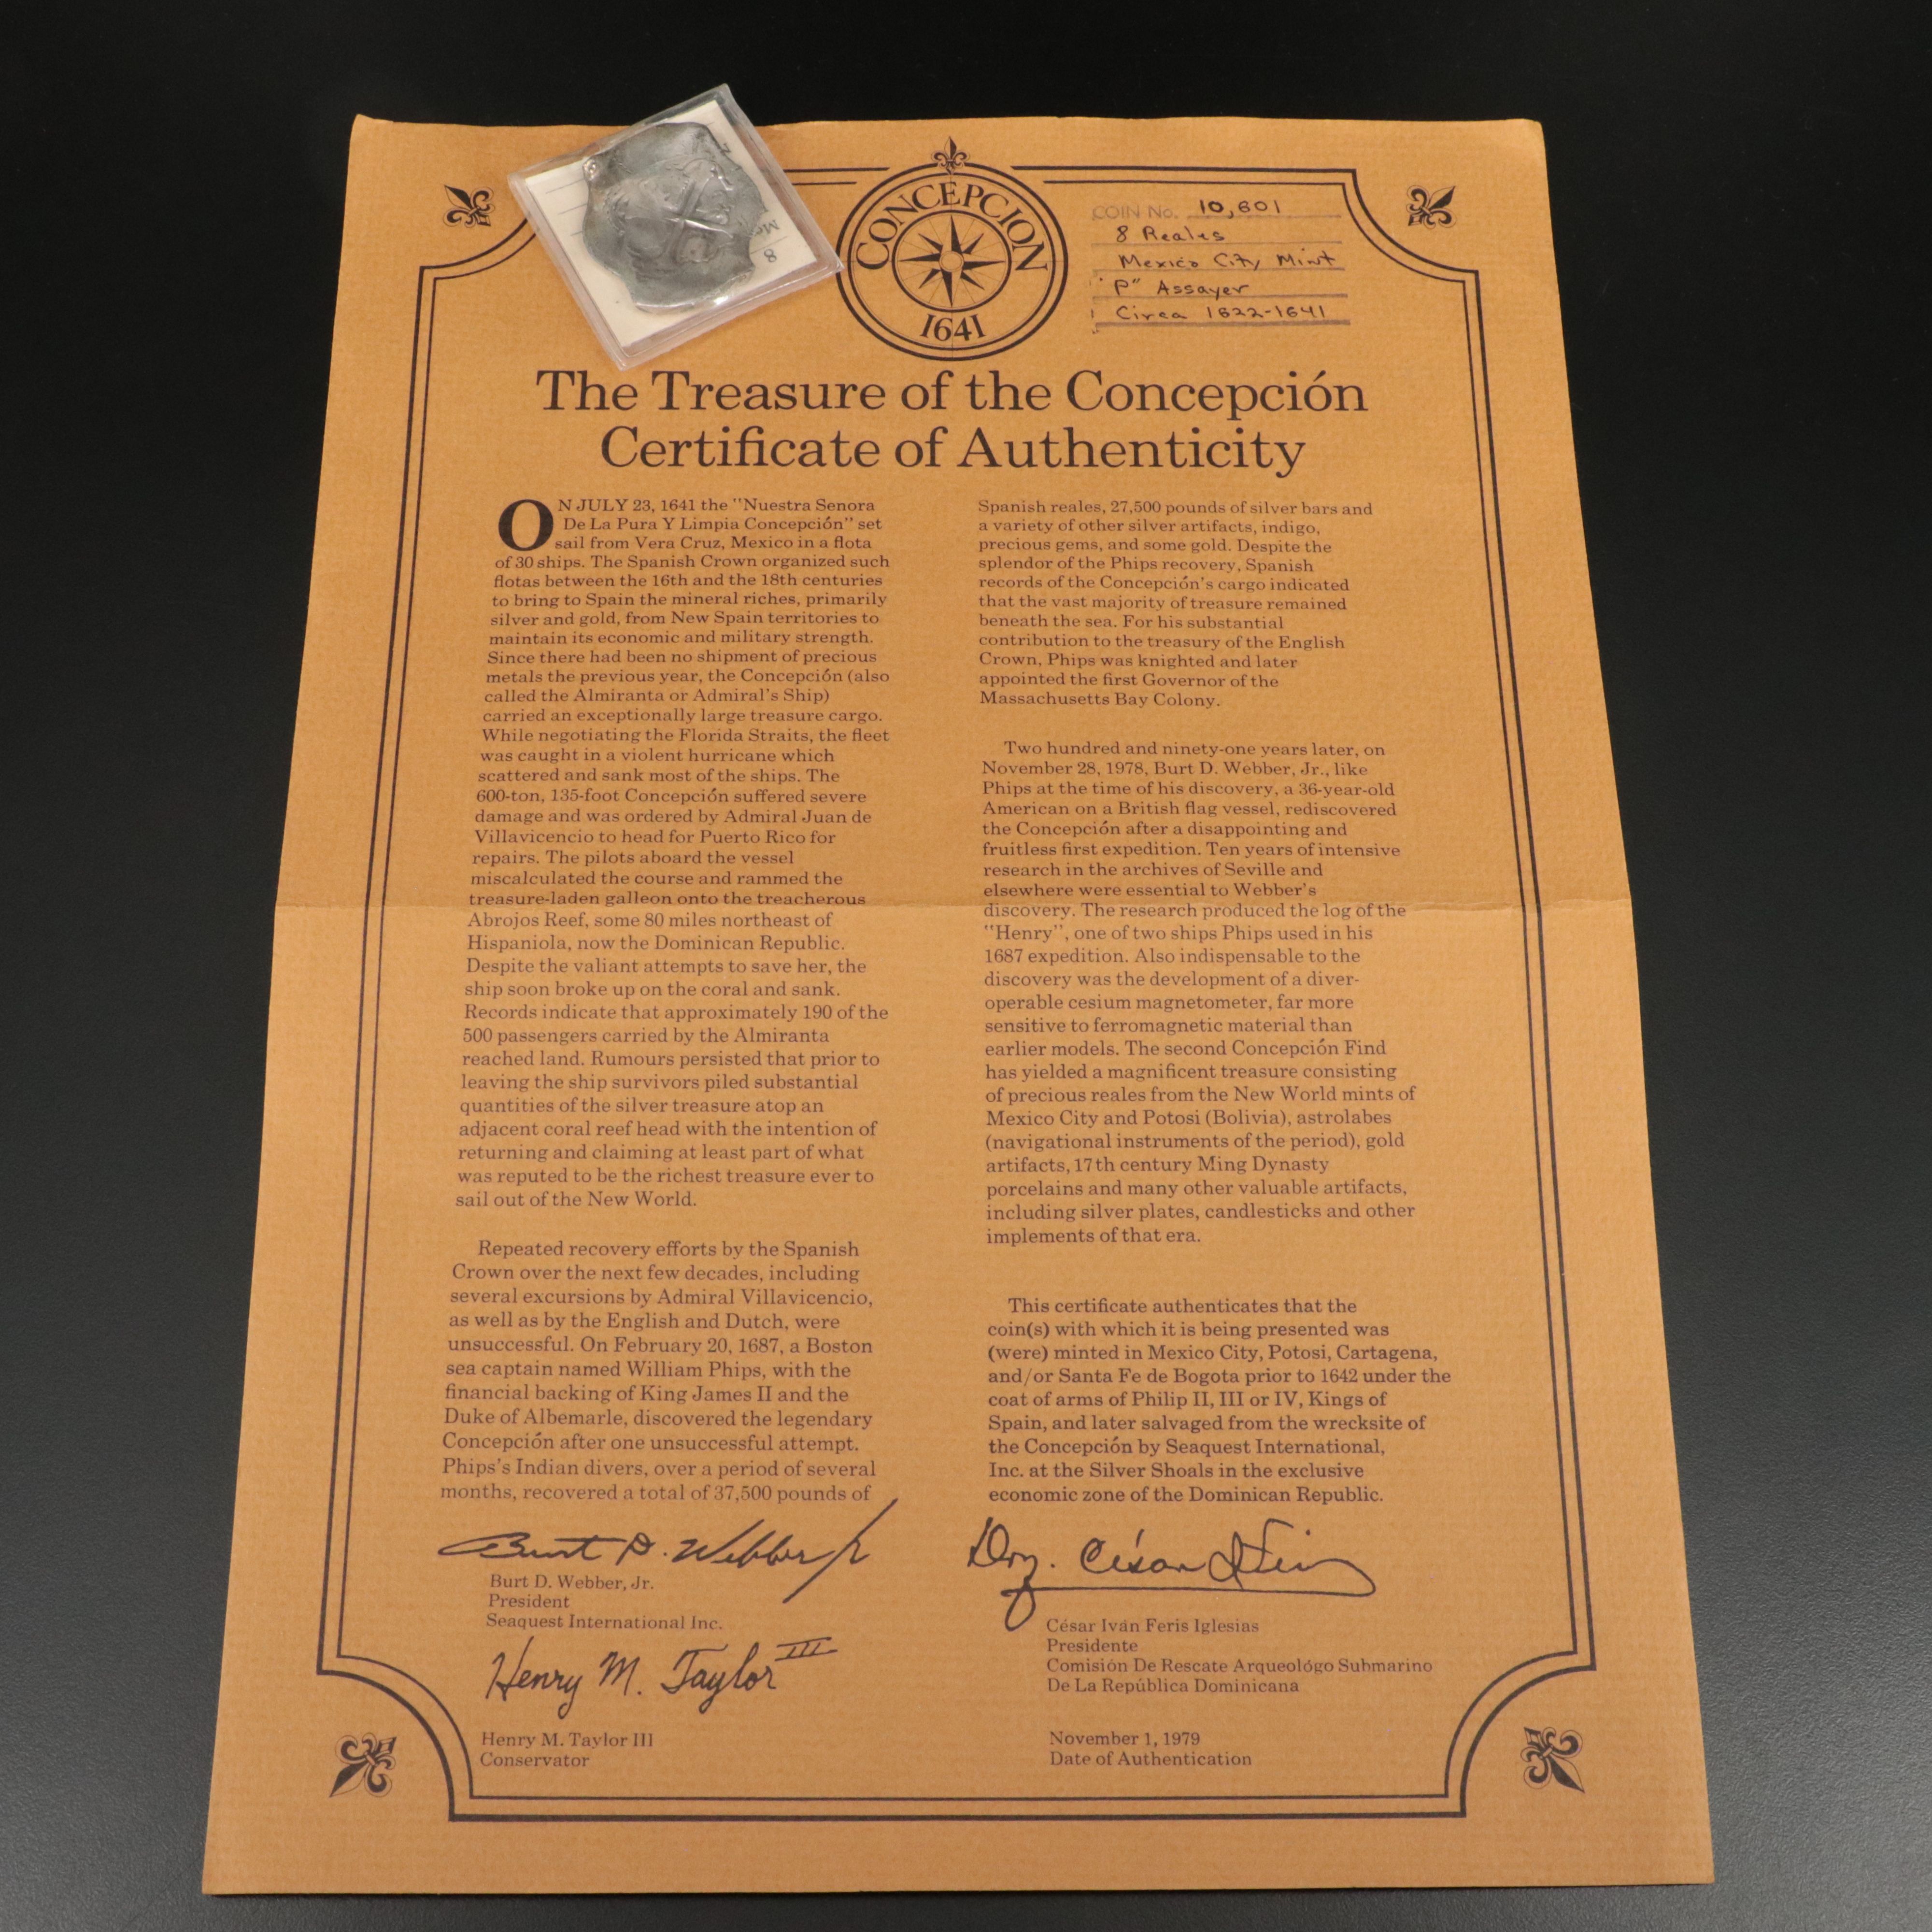 CONCEPCION
1641
COIN No. 10,601
8 Reales
Mexico City Mint
"P" Assayer
Circa 1622-1641
8
The Treasure of the Concepción
Certificate of Authenticity
ON JULY 23, 1641 the "Nuestra Senora
De La Pura Y Limpia Concepción" set
sail from Vera Cruz, Mexico in a flota
of 30 ships. The Spanish Crown organized such
flotas between the 16th and the 18th centuries
to bring to Spain the mineral riches, primarily
silver and gold, from New Spain territories to
maintain its economic and military strength.
Since there had been no shipment of precious
metals the previous year, the Concepción (also
called the Almiranta or Admiral's Ship)
carried an exceptionally large treasure cargo.
While negotiating the Florida Straits, the fleet
was caught in a violent hurricane which
scattered and sank most of the ships. The
600-ton, 135-foot Concepción suffered severe
damage and was ordered by Admiral Juan de
Villavicencio to head for Puerto Rico for
repairs. The pilots aboard the vessel
miscalculated the course and rammed the
treasure-laden galleon onto the treacherous
Abrojos Reef, some 80 miles northeast of
Hispaniola, now the Dominican Republic.
Despite the valiant attempts to save her, the
ship soon broke up on the coral and sank.
Records indicate that approximately 190 of the
500 passengers carried by the Almiranta
reached land. Rumours persisted that prior to
leaving the ship survivors piled substantial
quantities of the silver treasure atop an
adjacent coral reef head with the intention of
returning and claiming at least part of what
was reputed to be the richest treasure ever to
sail out of the New World.
Repeated recovery efforts by the Spanish
Crown over the next few decades, including
several excursions by Admiral Villavicencio,
as well as by the English and Dutch, were
unsuccessful. On February 20, 1687, a Boston
sea captain named William Phips, with the
financial backing of King James II and the
Duke of Albemarle, discovered the legendary
Concepción after one unsuccessful attempt.
Phips's Indian divers, over a period of several
months, recovered a total of 37,500 pounds of
Spanish reales, 27,500 pounds of silver bars and
a variety of other silver artifacts, indigo,
precious gems, and some gold. Despite the
splendor of the Phips recovery, Spanish
records of the Concepción's cargo indicated
that the vast majority of treasure remained
beneath the sea. For his substantial
contribution to the treasury of the English
Crown, Phips was knighted and later
appointed the first Governor of the
Massachusetts Bay Colony.
Two hundred and ninety-one years later, on
November 28, 1978, Burt D. Webber, Jr., like
Phips at the time of his discovery, a 36-year-old
American on a British flag vessel, rediscovered
the Concepción after a disappointing and
fruitless first expedition. Ten years of intensive
research in the archives of Seville and
elsewhere were essential to Webber's
discovery. The research produced the log of the
"Henry", one of two ships Phips used in his
1687 expedition. Also indispensable to the
discovery was the development of a diver-
operable cesium magnetometer, far more
sensitive to ferromagnetic material than
earlier models. The second Concepción Find
has yielded a magnificent treasure consisting
of precious reales from the New World mints of
Mexico City and Potosi (Bolivia), astrolabes
(navigational instruments of the period), gold
artifacts, 17th century Ming Dynasty
porcelains and many other valuable artifacts,
including silver plates, candlesticks and other
implements of that era.
This certificate authenticates that the
coin(s) with which it is being presented was
(were) minted in Mexico City, Potosi, Cartagena,
and/or Santa Fe de Bogota prior to 1642 under the
coat of arms of Philip II, III or IV, Kings of
Spain, and later salvaged from the wrecksite of
the Concepción by Seaquest International,
Inc. at the Silver Shoals in the exclusive
economic zone of the Dominican Republic.
Burt D. Webber Jr
Burt D. Webber, Jr.
President
Seaquest International Inc.
Henry M. Taylor III
Henry M. Taylor III
Conservator
César
César Iván Feris Iglesias
Presidente
Comisión De Rescate Arqueológo Submarino
De La República Dominicana
November 1, 1979
Date of Authentication